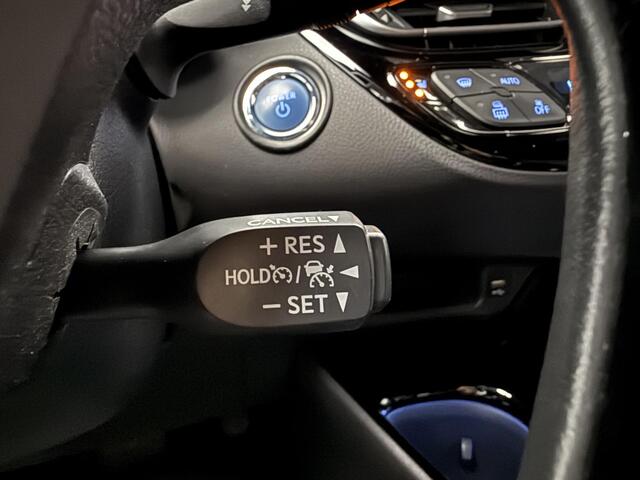 POWER
AUTO
OFF
CANCEL▼
+ RES ▲
HOLD / ◀
− SET ▼